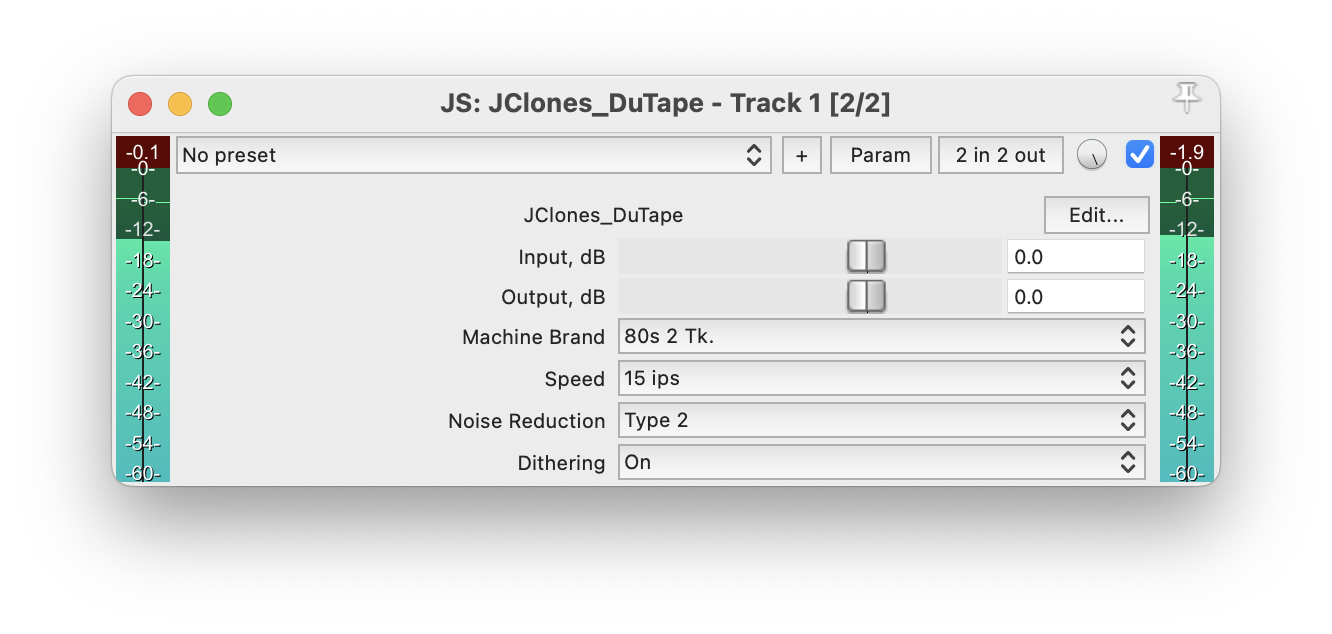 JS: JClones_DuTape - Track 1 [2/2]
-0.1
No preset
+
Param
2 in 2 out
-1.9
-0-
-6-
-12-
-18-
-24-
-30-
-36-
-42-
-48-
-54-
-60-
JClones_DuTape
Edit...
Input, dB
0.0
Output, dB
0.0
Machine Brand
80s 2 Tk.
Speed
15 ips
Noise Reduction
Type 2
Dithering
On
-0-
-6-
-12-
-18-
-24-
-30-
-36-
-42-
-48-
-54-
-60-